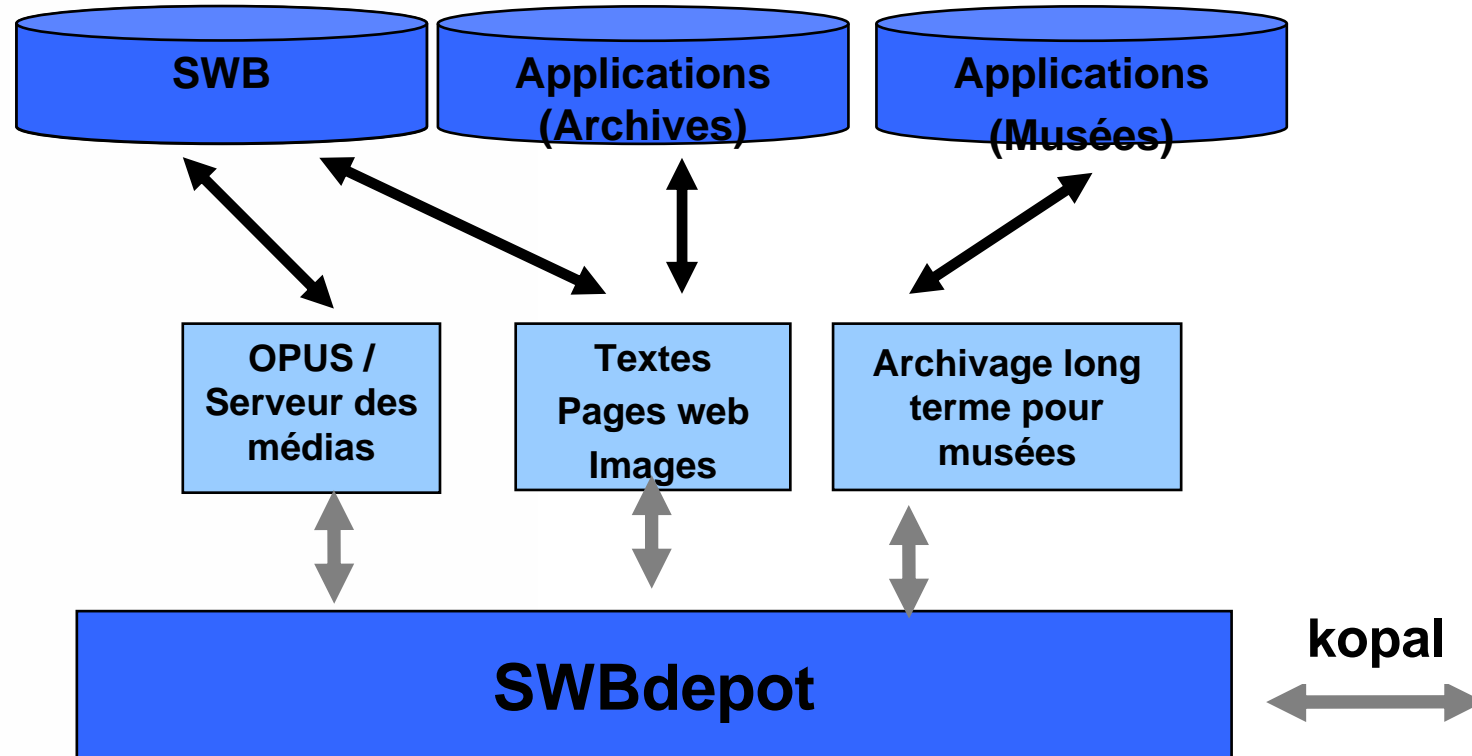 SWB
Applications
(Archives)
Applications
(Musées)
OPUS /
Serveur des
médias
Textes
Pages web
Images
Archivage long
terme pour
musées
SWBdepot
kopal